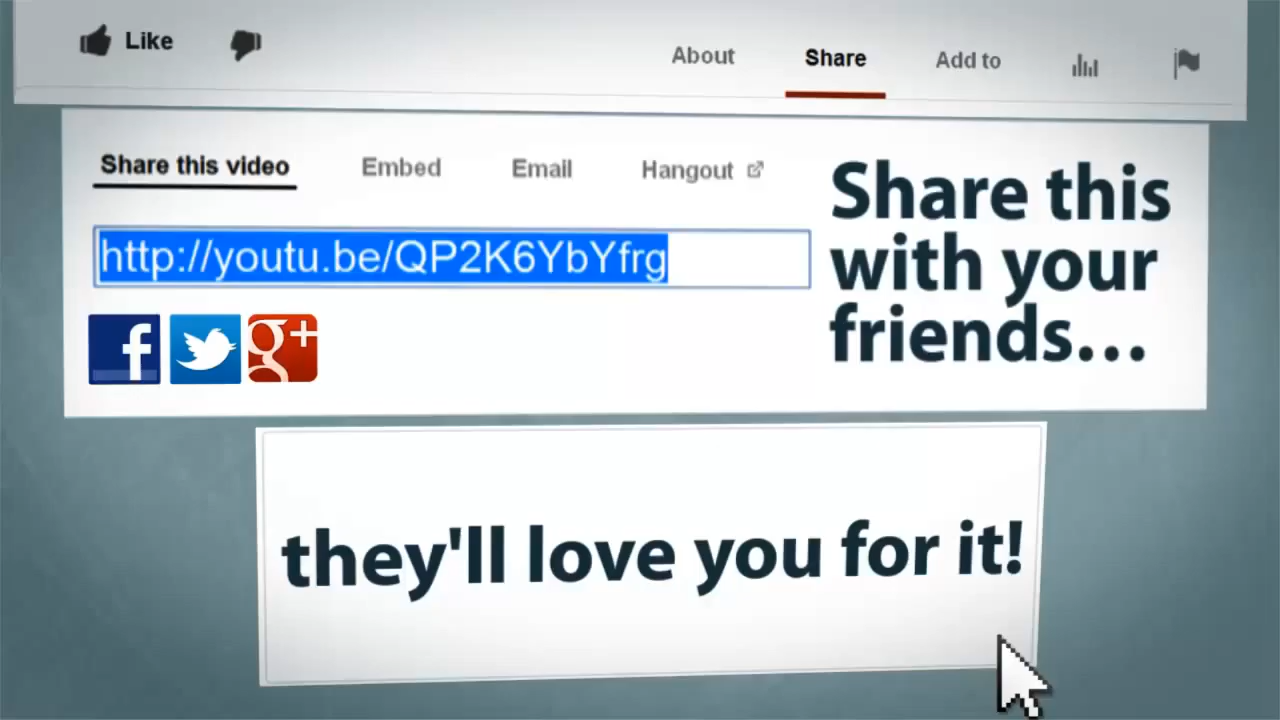 Like
About
Share
Add to
Share this video
Embed
Email
Hangout
http://youtu.be/QP2K6YbYfrg
f
g+
Share this
with your
friends...
they'll love you for it!